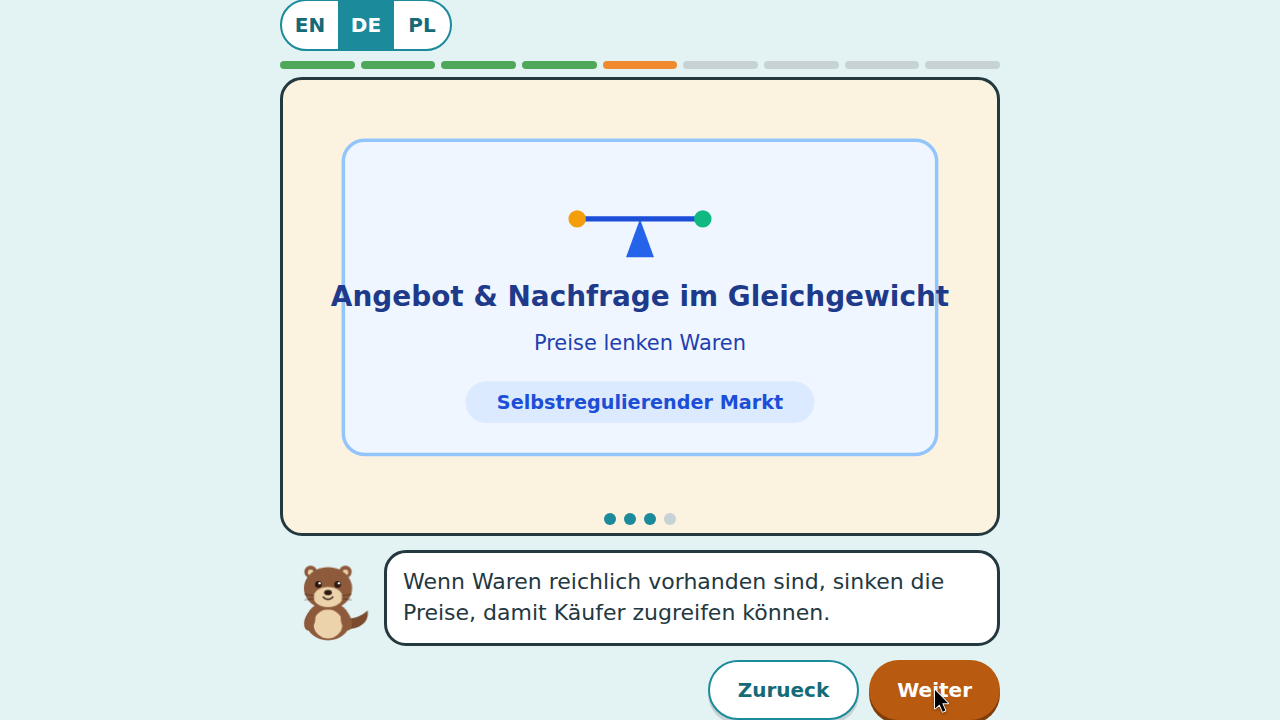 EN DE PL
Angebot & Nachfrage im Gleichgewicht
Preise lenken Waren
Selbstregulierender Markt
Wenn Waren reichlich vorhanden sind, sinken die
Preise, damit Käufer zugreifen können.
Zurueck Weiter